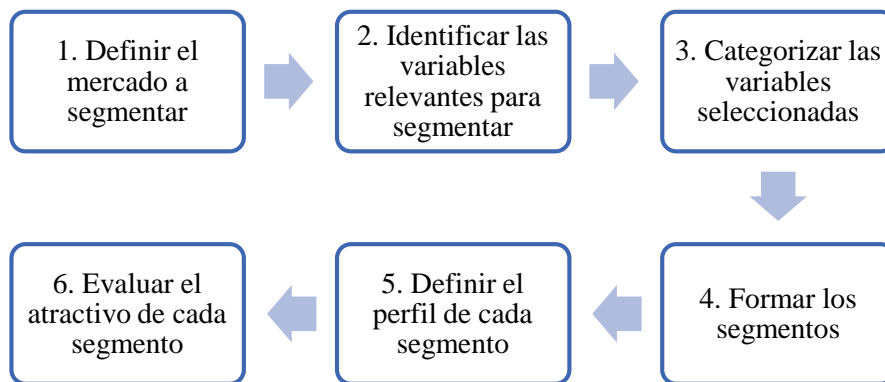 1. Definir el
mercado a
segmentar
2. Identificar las
variables
relevantes para
segmentar
3. Categorizar las
variables
seleccionadas
4. Formar los
segmentos
5. Definir el
perfil de cada
segmento
6. Evaluar el
atractivo de cada
segmento